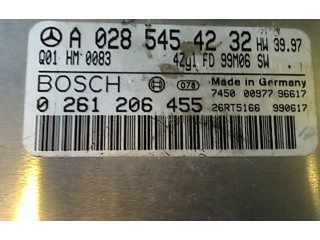 A 028 545 42 32 HW 39.97
Q01 HM 0083 4Zyl FD 99M06 SW
BOSCH 078 Made in Germany
7450 00977 96617
0 261 206 455 26RT5166 990617